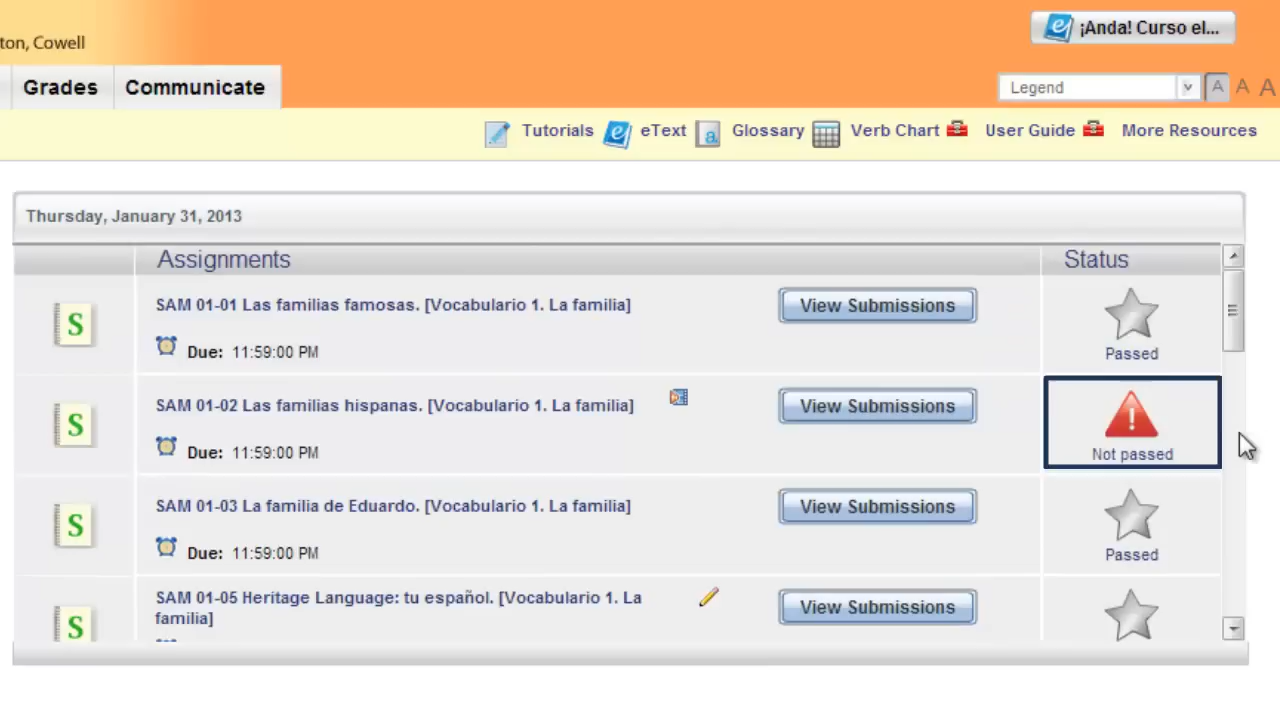 ¡Anda! Curso el...
ton, Cowell
Grades
Communicate
Legend
A A A
Tutorials
eText
Glossary
Verb Chart
User Guide
More Resources
Thursday, January 31, 2013
Assignments
Status
SAM 01-01 Las familias famosas. [Vocabulario 1. La familia]
View Submissions
Due: 11:59:00 PM
Passed
SAM 01-02 Las familias hispanas. [Vocabulario 1. La familia]
View Submissions
Due: 11:59:00 PM
Not passed
SAM 01-03 La familia de Eduardo. [Vocabulario 1. La familia]
View Submissions
Due: 11:59:00 PM
Passed
SAM 01-05 Heritage Language: tu español. [Vocabulario 1. La
familia]
View Submissions
S
S
S
S